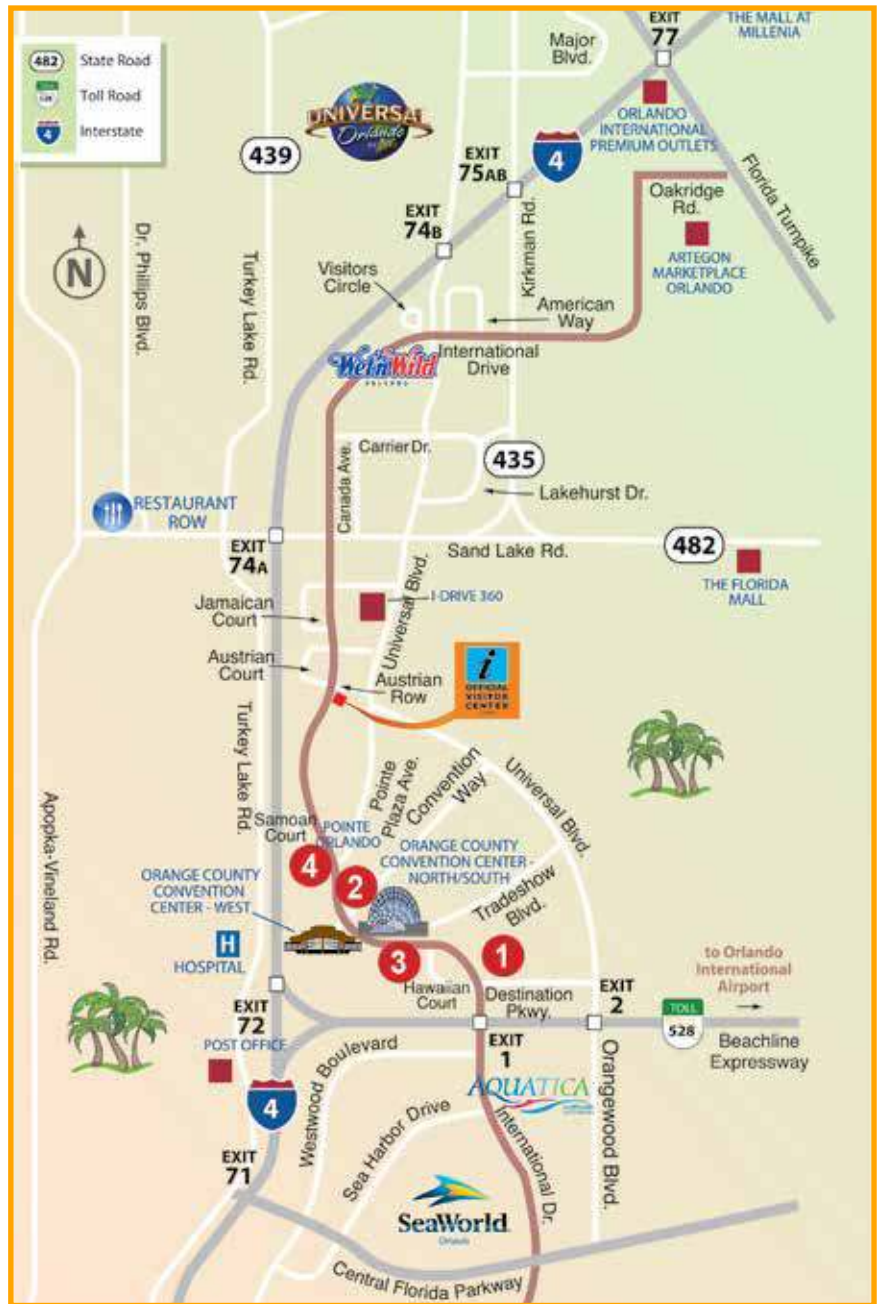 EXIT
77
THE MALL AT
MILLENIA
Major
Blvd.
482
State Road
528
Toll Road
4
Interstate
UNIVERSAL
Orlando
439
EXIT
75AB
4
ORLANDO
INTERNATIONAL
PREMIUM OUTLETS
Florida Turnpike
Oakridge
Rd.
EXIT
74B
Kirkman Rd.
ARTEGON
MARKETPLACE
ORLANDO
N
Dr. Phillips Blvd.
Turkey Lake Rd.
Visitors
Circle
American
Way
International
Drive
Wet'n Wild
ORLANDO
Carrier Dr.
Canada Ave.
435
Lakehurst Dr.
RESTAURANT
ROW
EXIT
74A
Sand Lake Rd.
482
THE FLORIDA
MALL
Jamaican
Court
I-DRIVE 360
Universal Blvd.
Austrian
Court
Austrian
Row
i
OFFICIAL
VISITOR
CENTER
Turkey Lake Rd.
Apopka-Vineland Rd.
Pointe
Plaza Ave.
Convention
Way
Universal Blvd.
Samoan
Court
POINTE
ORLANDO
4
2
ORANGE COUNTY
CONVENTION CENTER-
NORTH/SOUTH
ORANGE COUNTY
CONVENTION
CENTER - WEST
Tradeshow
Blvd.
H
HOSPITAL
3
1
to Orlando
International
Airport
Hawaiian
Court
Destination
Pkwy.
EXIT
2
EXIT
72
TOLL
528
Beachline
Expressway
POST OFFICE
EXIT
1
Westwood Boulevard
4
AQUATICA
Sea Harbor Drive
International Dr.
Orangewood Blvd.
EXIT
71
SeaWorld
Orlando
Central Florida Parkway